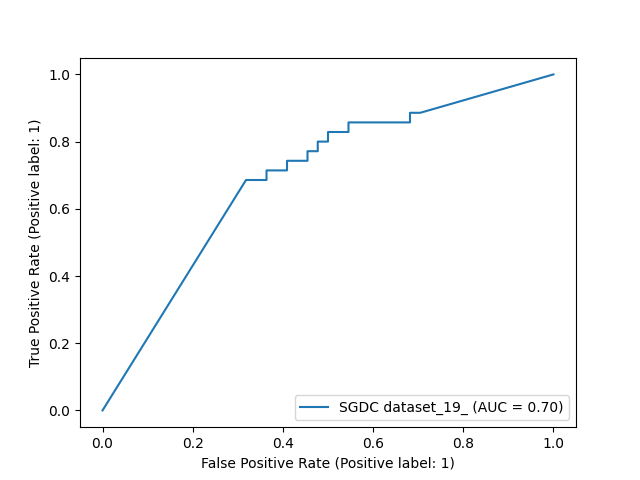 1.0
0.8
0.6
0.4
0.2
0.0
True Positive Rate (Positive label: 1)
SGDC dataset_19_ (AUC = 0.70)
0.0 0.2 0.4 0.6 0.8 1.0
False Positive Rate (Positive label: 1)